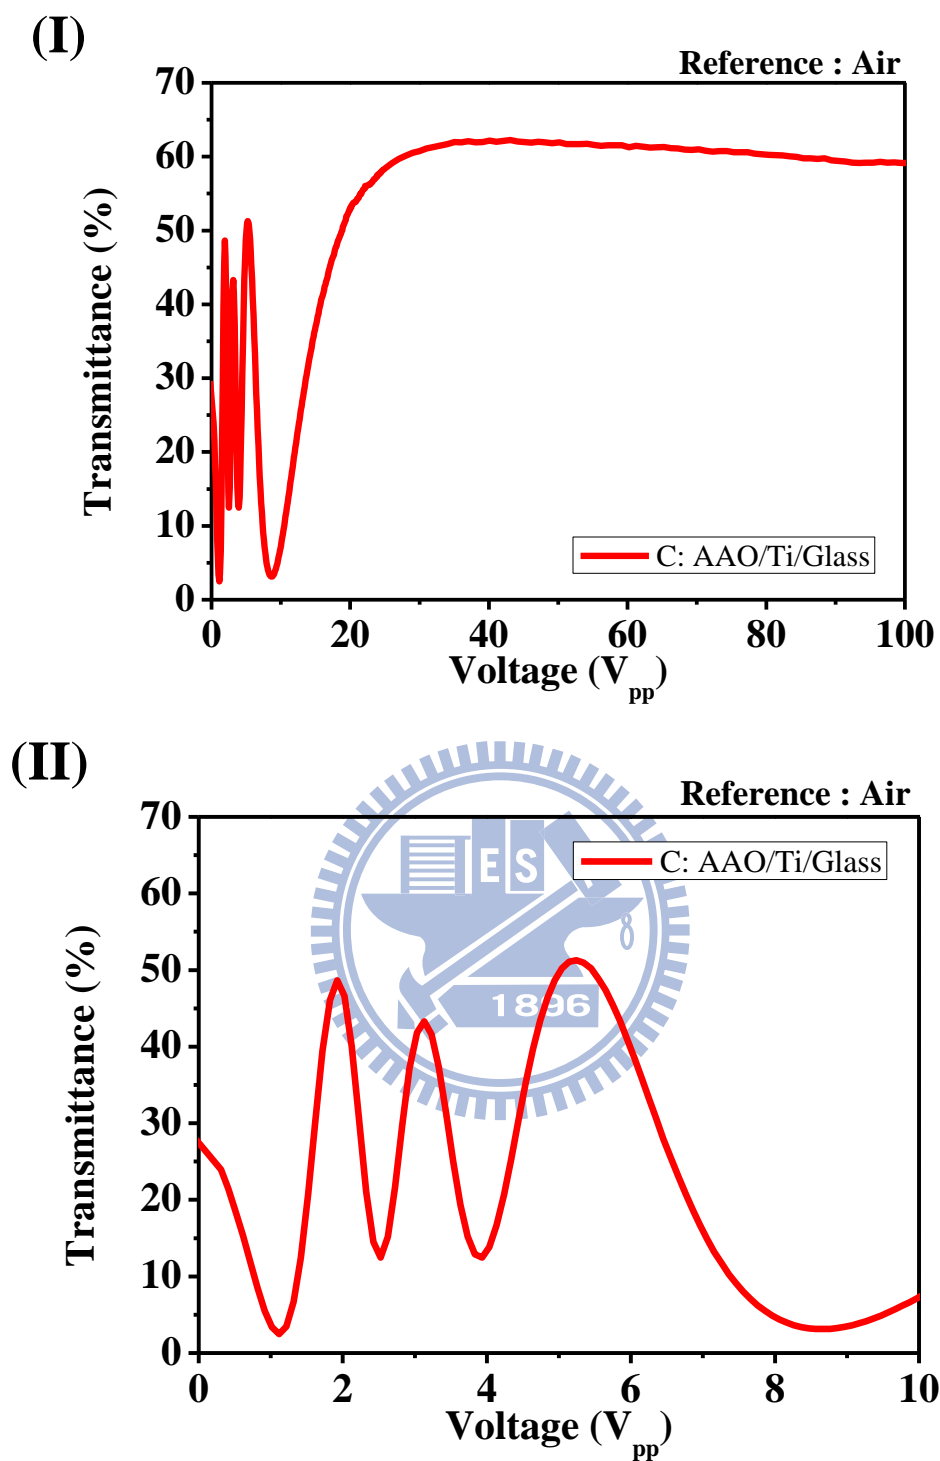 (I)
Reference : Air
70
60
50
40
30
20
10
0
Transmittance (%)
C: AAO/Ti/Glass
0 20 40 60 80 100
Voltage (Vpp)
(II)
Reference : Air
70
60
50
40
30
20
10
0
Transmittance (%)
C: AAO/Ti/Glass
E S
1896
0 2 4 6 8 10
Voltage (Vpp)